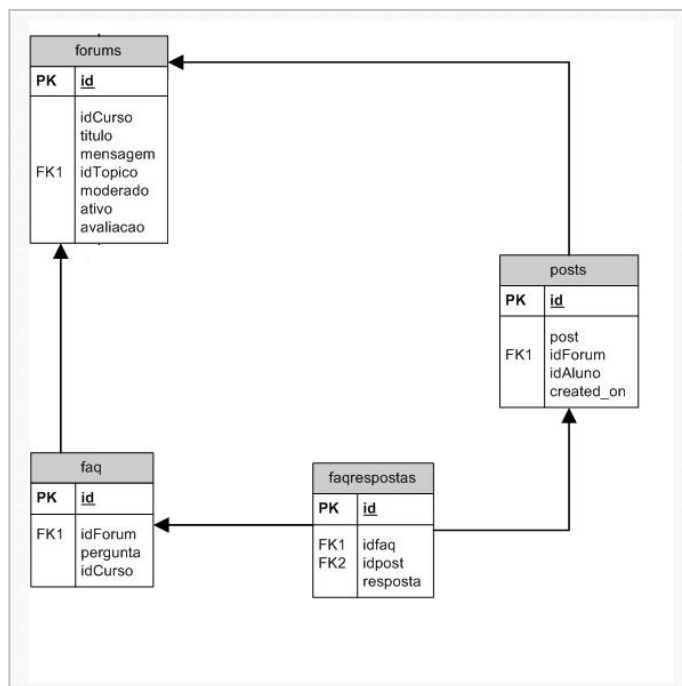 forums
PK id
idCurso
titulo
mensagem
FK1 idTopico
moderado
ativo
avaliacao
posts
PK id
post
FK1 idForum
idAluno
created_on
faq
PK id
FK1 idForum
pergunta
idCurso
faqrespostas
PK id
FK1 idfaq
FK2 idpost
resposta